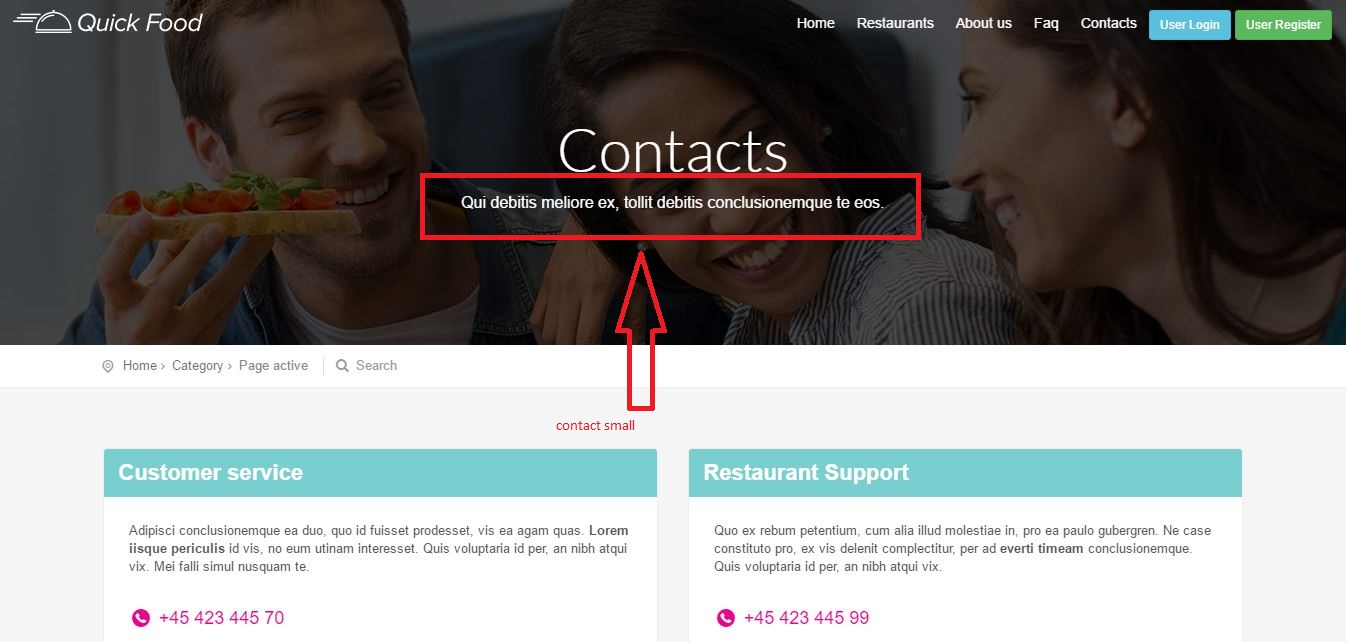 Quick Food
Home Restaurants About us Faq Contacts User Login User Register
Contacts
Qui debitis meliore ex, tollit debitis conclusionemque te eos.
Home › Category › Page active Search
contact small
Customer service
Adipisci conclusionemque ea duo, quo id fuisset prodesset, vis ea agam quas. Lorem
iisque periculis id vis, no eum utinam interesset. Quis voluptaria id per, an nibh atqui
vix. Mei falli simul nusquam te.
+45 423 445 70
Restaurant Support
Quo ex rebum petentium, cum alia illud molestiae in, pro ea paulo gubergren. Ne case
constituto pro, ex vis delenit complectitur, per ad everti timeam conclusionemque.
Quis voluptaria id per, an nibh atqui vix.
+45 423 445 99